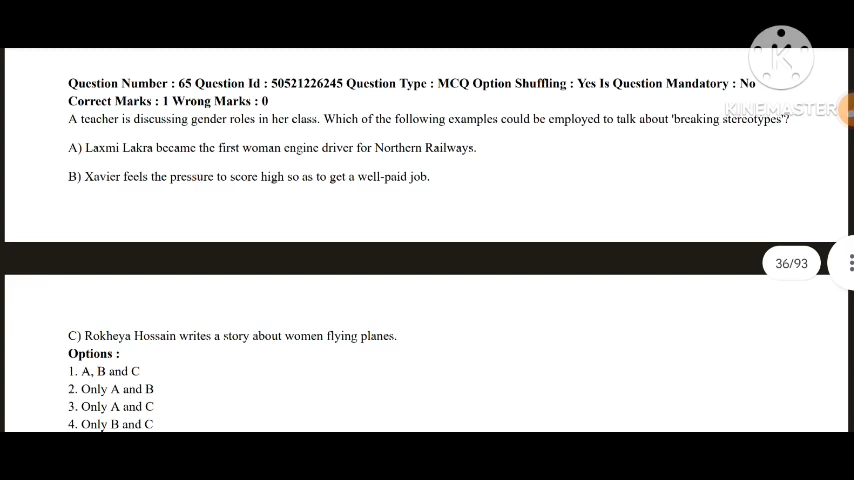 Question Number : 65 Question Id : 50521226245 Question Type : MCQ Option Shuffling : Yes Is Question Mandatory : No
Correct Marks : 1 Wrong Marks : 0
A teacher is discussing gender roles in her class. Which of the following examples could be employed to talk about 'breaking stereotypes'?
A) Laxmi Lakra became the first woman engine driver for Northern Railways.
B) Xavier feels the pressure to score high so as to get a well-paid job.
C) Rokheya Hossain writes a story about women flying planes.
Options :
1. A, B and C
2. Only A and B
3. Only A and C
4. Only B and C
36/93
K
KINEMASTER